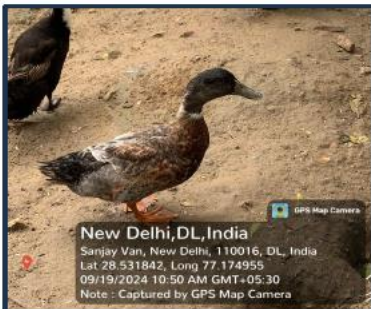 GPS Map Camera
New Delhi,DL,India
Sanjay Van, New Delhi, 110016, DL, India
Lat 28.531842, Long 77.174955
09/19/2024 10:50 AM GMT+05:30
Note : Captured by GPS Map Camera